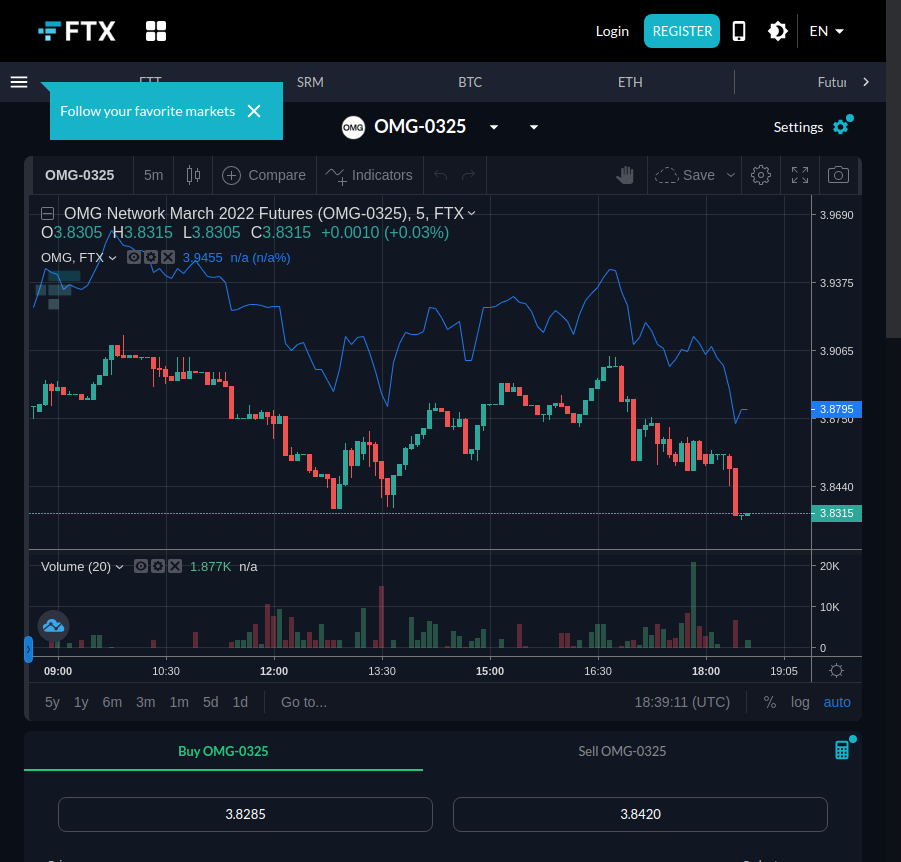 FTX
Login
REGISTER
EN
FTT
SRM
BTC
ETH
Futur
Follow your favorite markets
OMG
OMG-0325
Settings
OMG-0325
5m
Compare
Indicators
Save
OMG Network March 2022 Futures (OMG-0325), 5, FTX
O3.8305 H3.8315 L3.8305 C3.8315 +0.0010 (+0.03%)
OMG, FTX
3.9455 n/a (n/a%)
3.9690
3.9375
3.9065
3.8795
3.8750
3.8440
3.8315
Volume (20)
1.877K n/a
20K
10K
0
09:00
10:30
12:00
13:30
15:00
16:30
18:00
19:05
5y 1y 6m 3m 1m 5d 1d
Go to...
18:39:11 (UTC)
% log auto
Buy OMG-0325
Sell OMG-0325
3.8285
3.8420